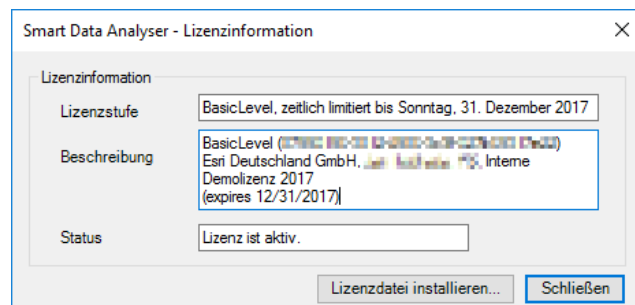 Smart Data Analyser - Lizenzinformation
Lizenzinformation
Lizenzstufe
BasicLevel, zeitlich limitiert bis Sonntag, 31. Dezember 2017
Beschreibung
BasicLevel (
Esri Deutschland GmbH, Interne
Demolizenz 2017
(expires 12/31/2017)
Status
Lizenz ist aktiv.
Lizenzdatei installieren...
Schließen